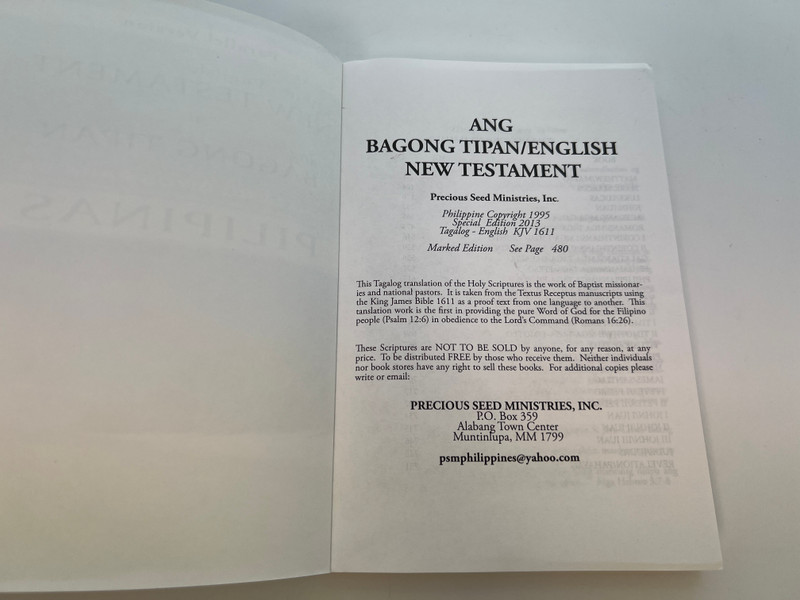 ANG
BAGONG TIPAN/ENGLISH
NEW TESTAMENT
Precious Seed Ministries, Inc.
Philippine Copyright 1995
Special Edition 2013
Tagalog - English KJV 1611
Marked Edition See Page 480
This Tagalog translation of the Holy Scriptures is the work of Baptist missionar-
ies and national pastors. It is taken from the Textus Receptus manuscripts using
the King James Bible 1611 as a proof text from one language to another. This
tanslation work is the first in providing the pure Word of God for the Filipino
people (Psalm 12:6) in obedience to the Lord's Command (Romans 16:26).
These Scriptures are NOT TO BE SOLD by anyone, for any reason, at any
price. To be distributed FREE by those who receive them. Neither individuals
nor book stores have any right to sell these books. For additional copies please
write or email:
PRECIOUS SEED MINISTRIES, INC.
P.O. Box 359
Alabang Town Center
Muntinlupa, MM 1799
psmphilippines@yahoo.com